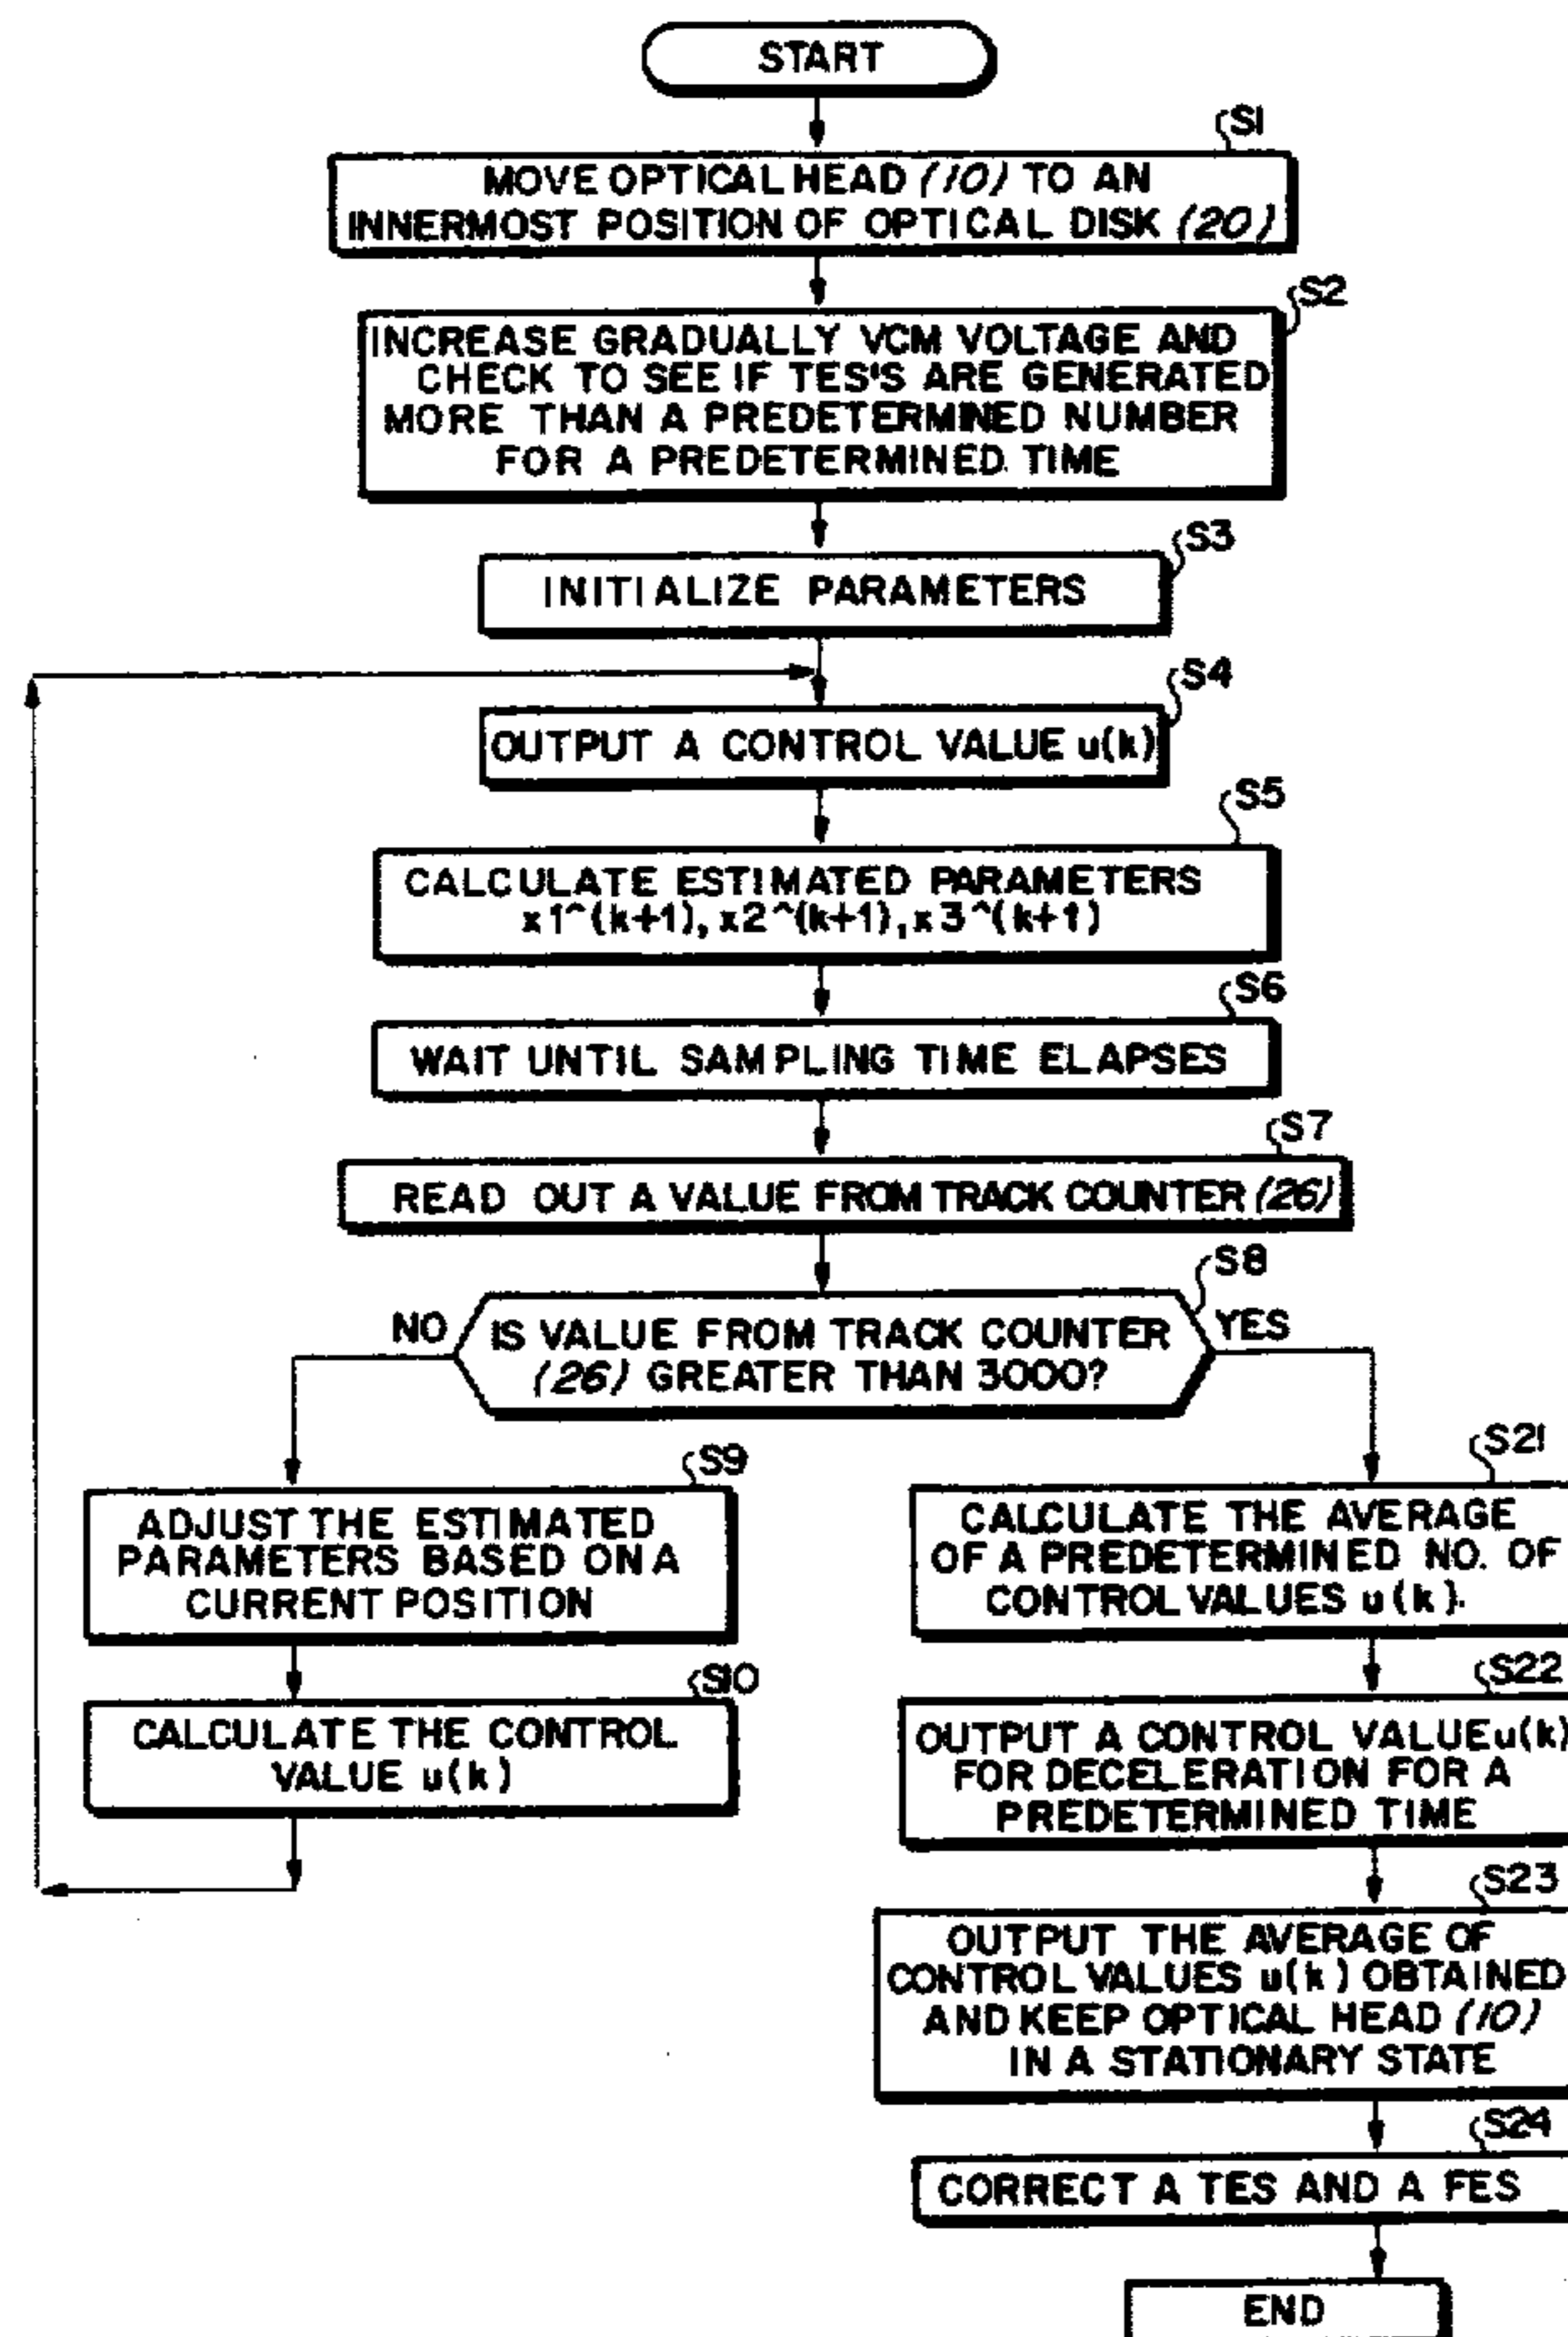 START
S1
MOVE OPTICAL HEAD (10) TO AN
INNERMOST POSITION OF OPTICAL DISK (20)
S2
INCREASE GRADUALLY VCM VOLTAGE AND
CHECK TO SEE IF TES'S ARE GENERATED
MORE THAN A PREDETERMINED NUMBER
FOR A PREDETERMINED TIME
S3
INITIALIZE PARAMETERS
S4
OUTPUT A CONTROL VALUE u(k)
S5
CALCULATE ESTIMATED PARAMETERS
x1^(k+1), x2^(k+1), x3^(k+1)
S6
WAIT UNTIL SAMPLING TIME ELAPSES
S7
READ OUT A VALUE FROM TRACK COUNTER (26)
S8
NO
IS VALUE FROM TRACK COUNTER
(26) GREATER THAN 3000?
YES
S9
ADJUST THE ESTIMATED
PARAMETERS BASED ON A
CURRENT POSITION
S10
CALCULATE THE CONTROL
VALUE u(k)
S21
CALCULATE THE AVERAGE
OF A PREDETERMINED NO. OF
CONTROL VALUES u(k).
S22
OUTPUT A CONTROL VALUE u(k)
FOR DECELERATION FOR A
PREDETERMINED TIME
S23
OUTPUT THE AVERAGE OF
CONTROL VALUES u(k) OBTAINED
AND KEEP OPTICAL HEAD (10)
IN A STATIONARY STATE
S24
CORRECT A TES AND A FES
END